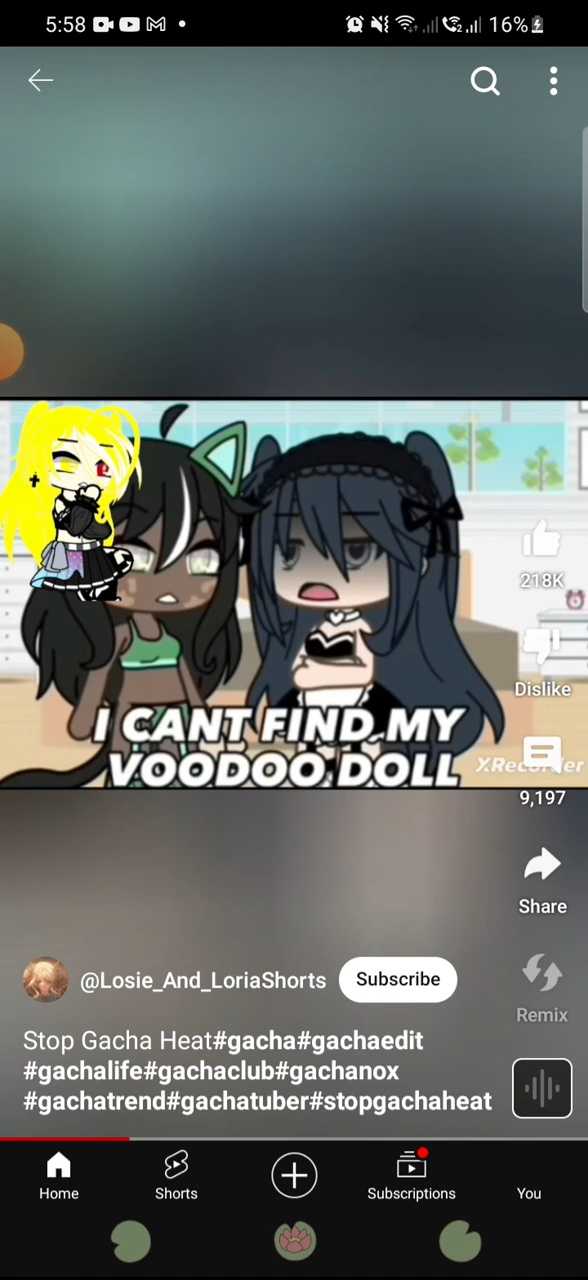 5:58
16%
I CANT FIND MY
VOODOO DOLL
XRecorder
218K
Dislike
9,197
Share
@Losie_And_LoriaShorts
Subscribe
Remix
Stop Gacha Heat#gacha#gachaedit
#gachalife#gachaclub#gachanox
#gachatrend#gachatuber#stopgachaheat
Home
Shorts
Subscriptions
You